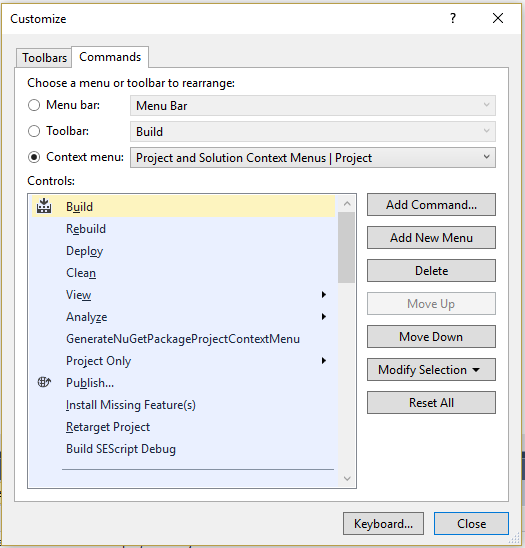 Customize
? ×
Toolbars Commands
Choose a menu or toolbar to rearrange:
Menu bar: Menu Bar
Toolbar: Build
Context menu: Project and Solution Context Menus | Project
Controls:
Build
Rebuild
Deploy
Clean
View
Analyze
GenerateNuGetPackageProjectContextMenu
Project Only
Publish...
Install Missing Feature(s)
Retarget Project
Build SEScript Debug
Add Command...
Add New Menu
Delete
Move Up
Move Down
Modify Selection
Reset All
Keyboard...
Close